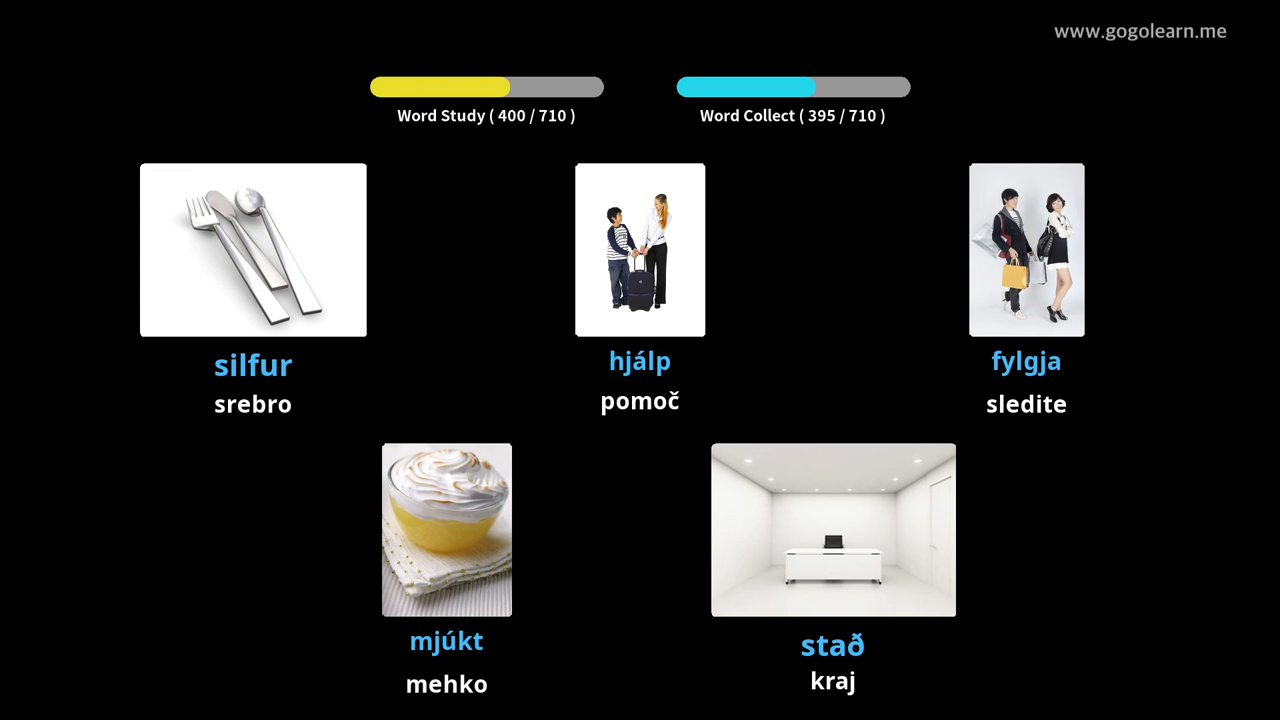 www.gogolearn.me
Word Study ( 400 / 710 )
Word Collect ( 395 / 710 )
silfur
srebro
hjálp
pomoč
fylgja
sledite
mjúkt
mehko
stað
kraj